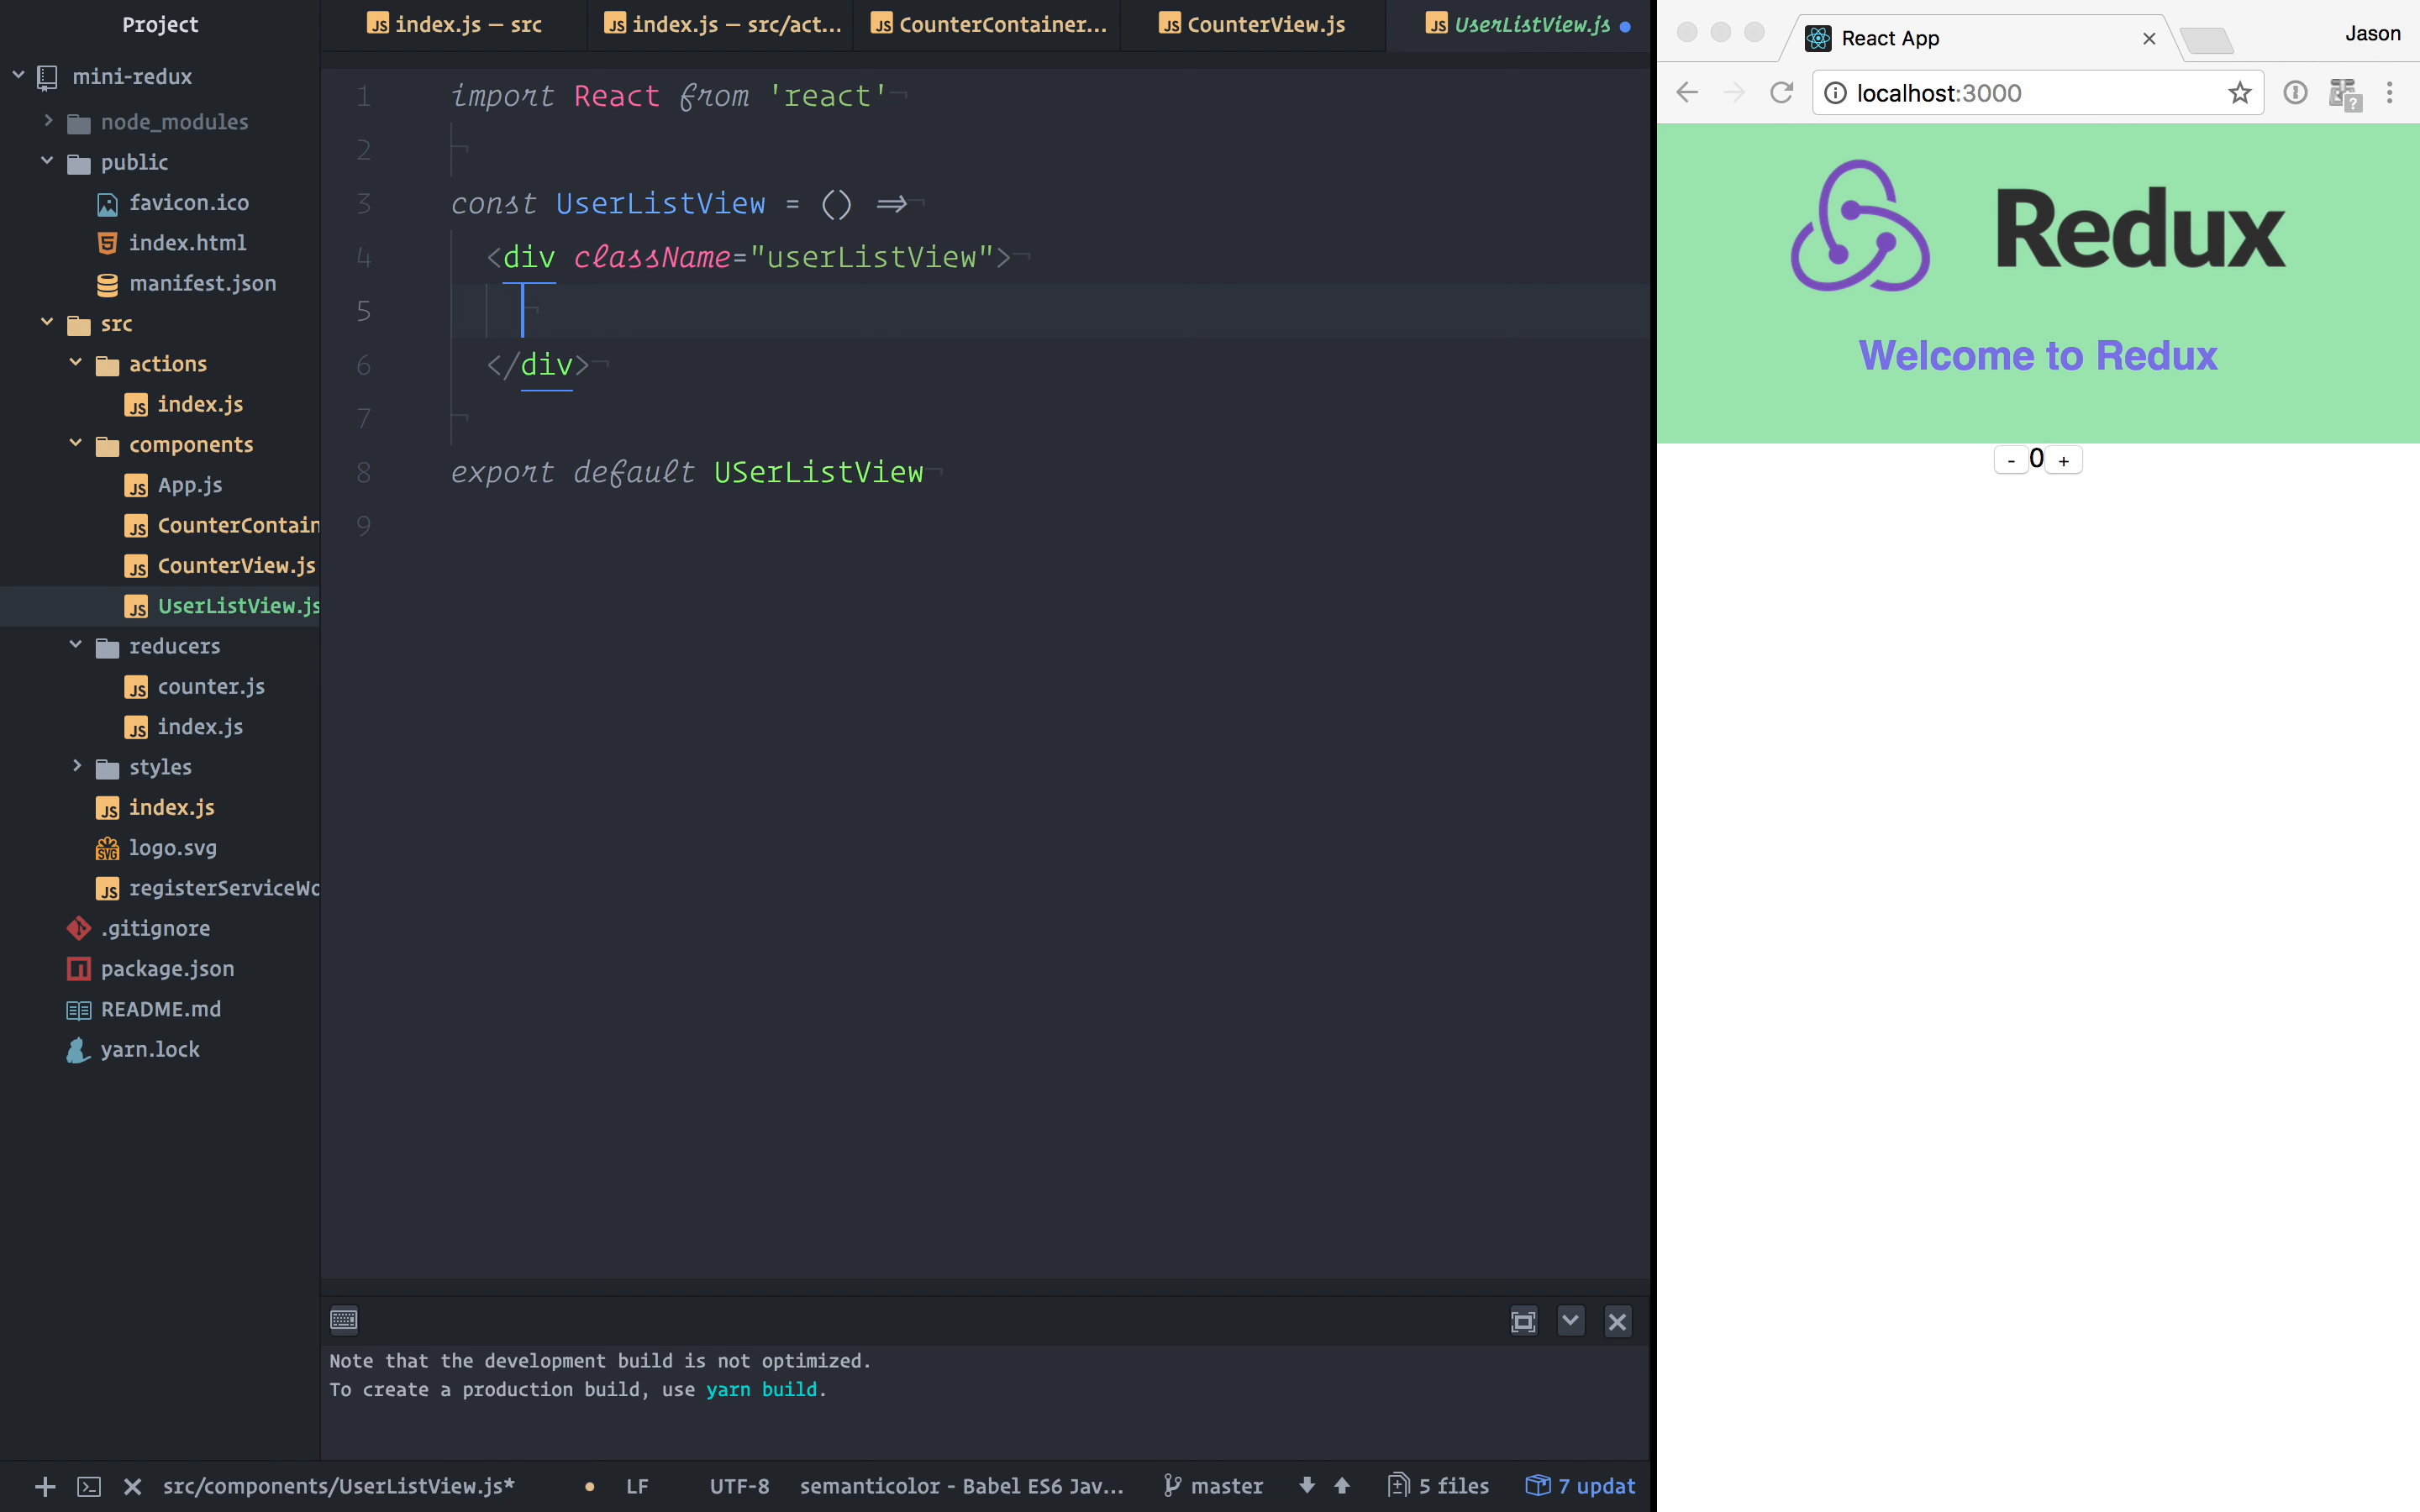 Project
mini-redux
node_modules
public
favicon.ico
index.html
manifest.json
src
actions
index.js
components
App.js
CounterContain
CounterView.js
UserListView.js
reducers
counter.js
index.js
styles
index.js
logo.svg
registerServiceWo
.gitignore
package.json
README.md
yarn.lock
index.js — src
index.js — src/act...
CounterContainer...
CounterView.js
UserListView.js
1 import React from 'react'
2
3 const UserListView = () =>
4 <div className="userListView">
5
6 </div>
7
8 export default USerListView
9
Note that the development build is not optimized.
To create a production build, use yarn build.
src/components/UserListView.js* LF UTF-8 semanticolor - Babel ES6 Jav... master 5 files 7 updat
React App
Jason
localhost:3000
Redux
Welcome to Redux
- 0 +